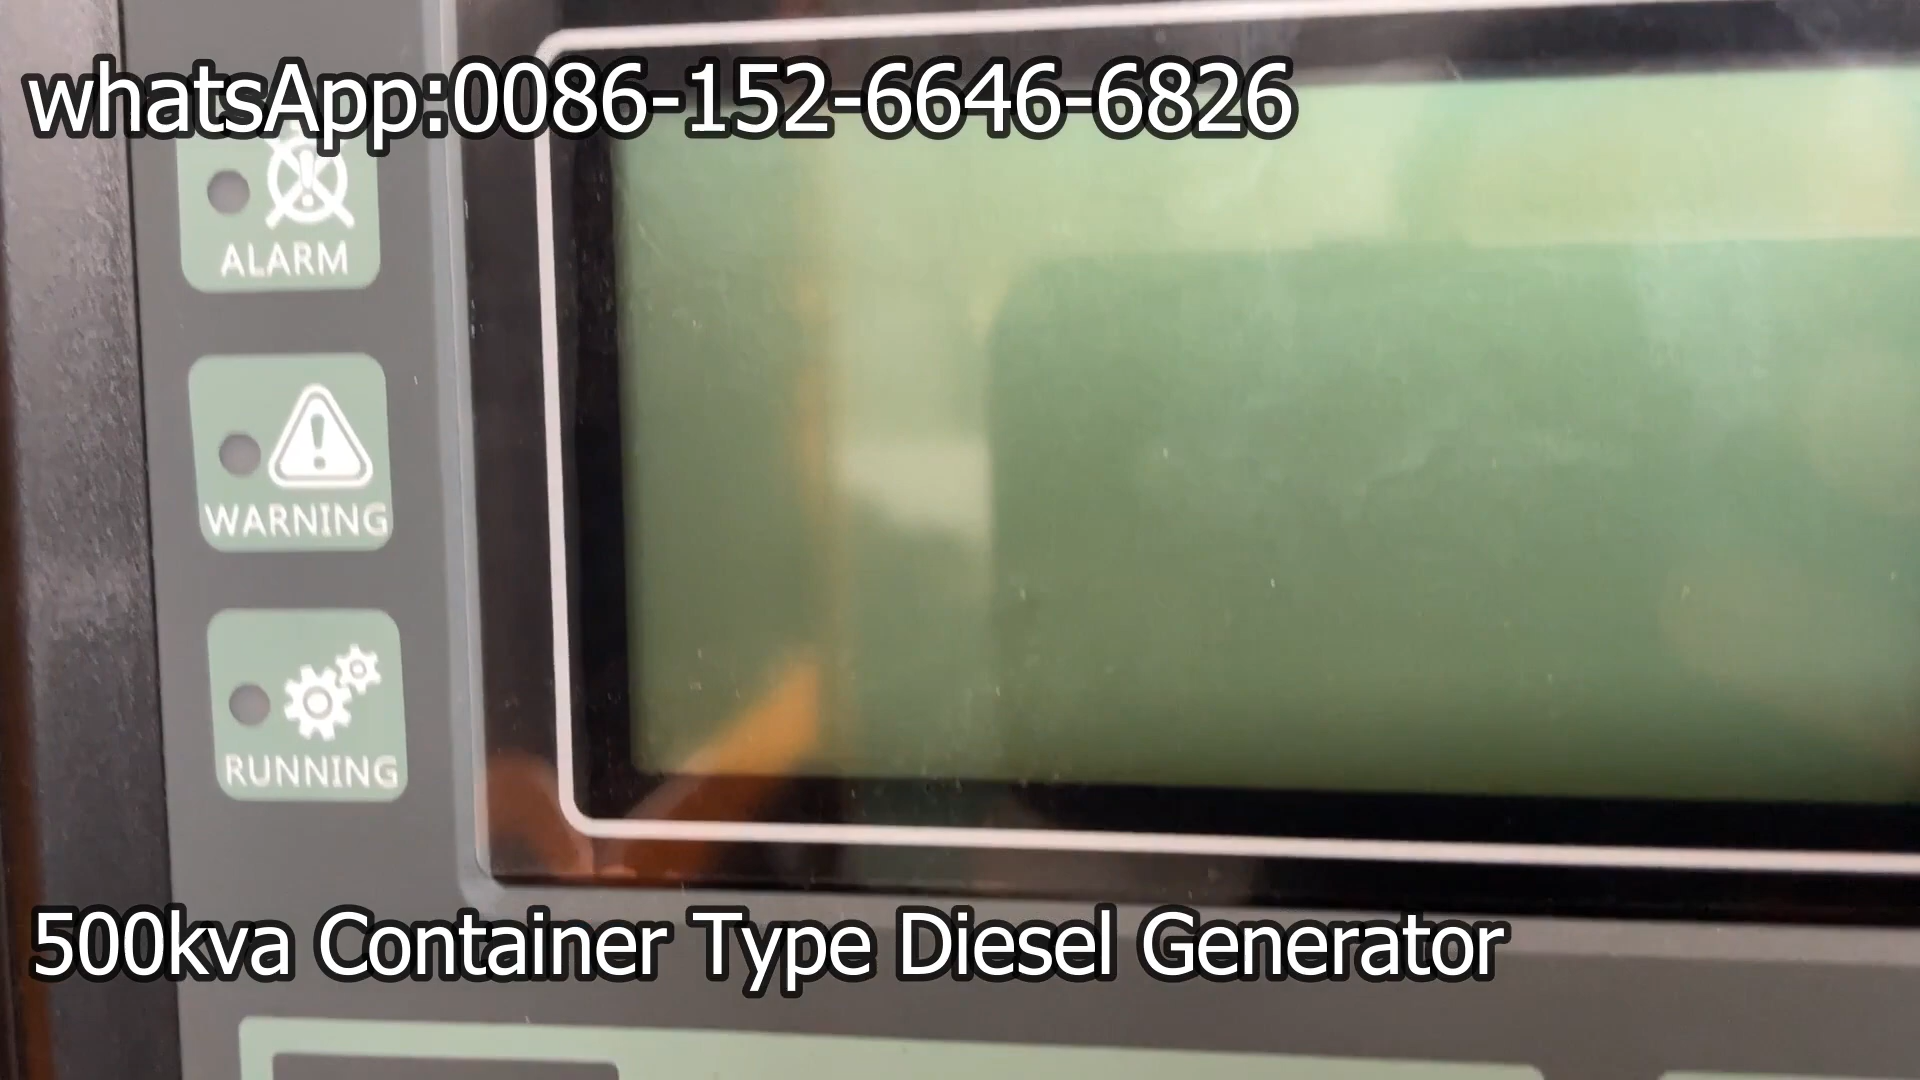 whatsApp:0086-152-6646-6826
ALARM
WARNING
RUNNING
500kva Container Type Diesel Generator